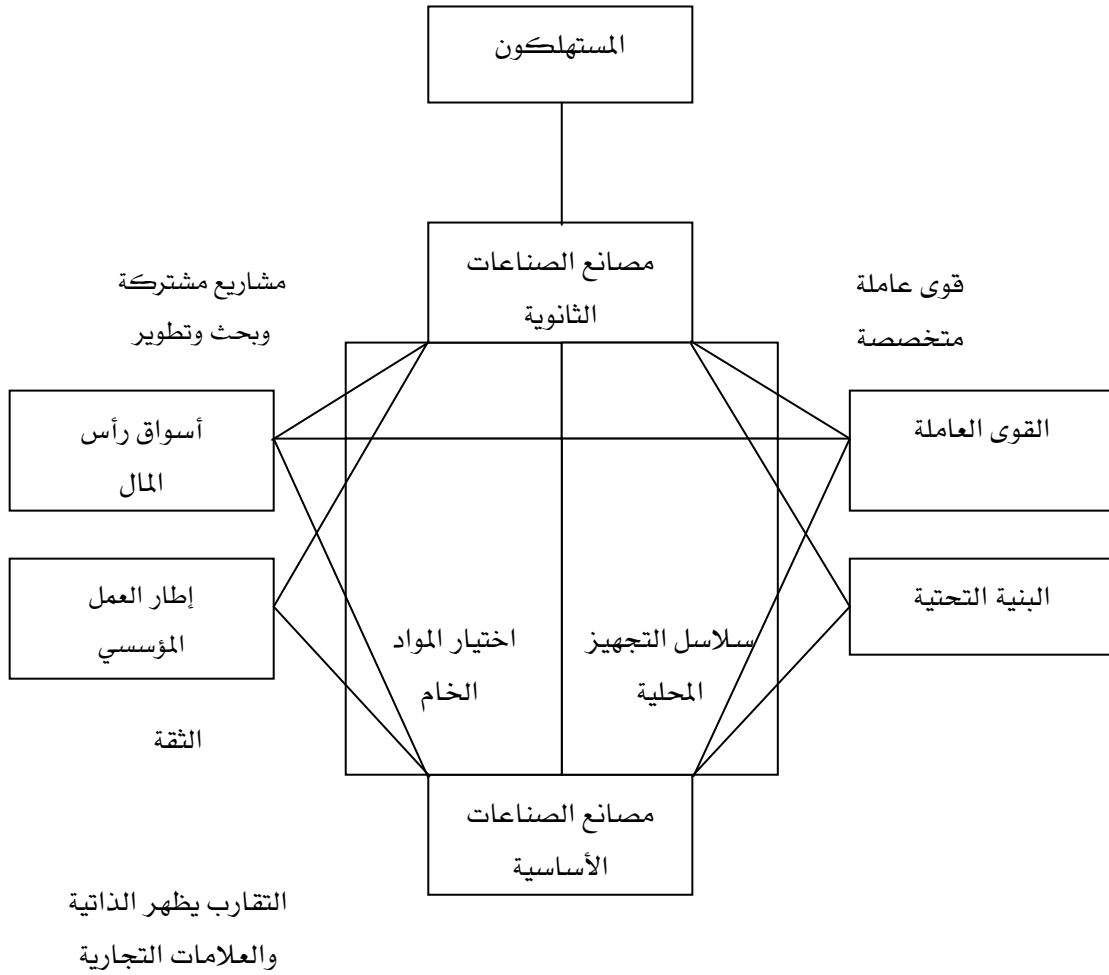 المستهلكون
مصانع الصناعات
الثانوية
قوى عاملة
متخصصة
مشاريع مشتركة
وبحث وتطوير
القوى العاملة
أسواق رأس
المال
البنية التحتية
إطار العمل
المؤسسي
سلاسل التجهيز
المحلية
اختيار المواد
الخام
الثقة
مصانع الصناعات
الأساسية
التقارب يظهر الذاتية
والعلامات التجارية